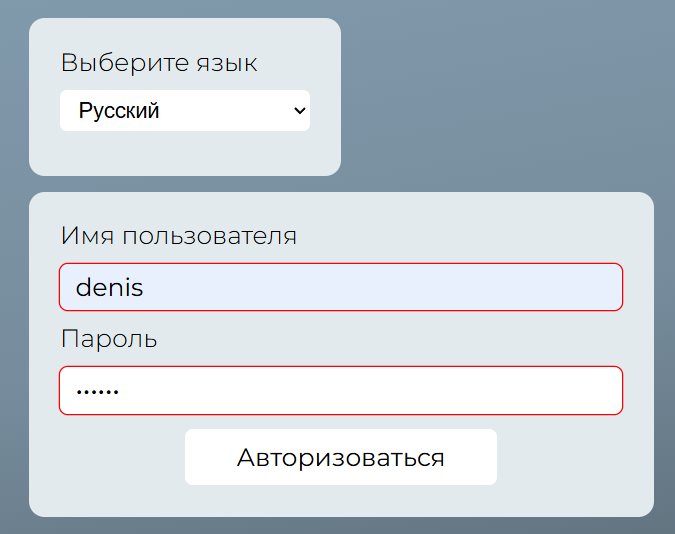 Выберите язык
Русский
Имя пользователя
denis
Пароль
••••••
Авторизоваться